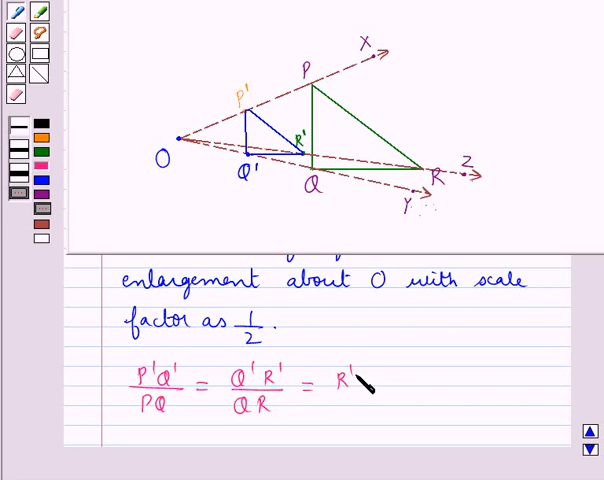 X
P
P'
R'
O
Q'
Q
R
Z
Y
enlargement about O with scale
factor as 1/2.
P'Q'/PQ = Q'R'/QR = R'